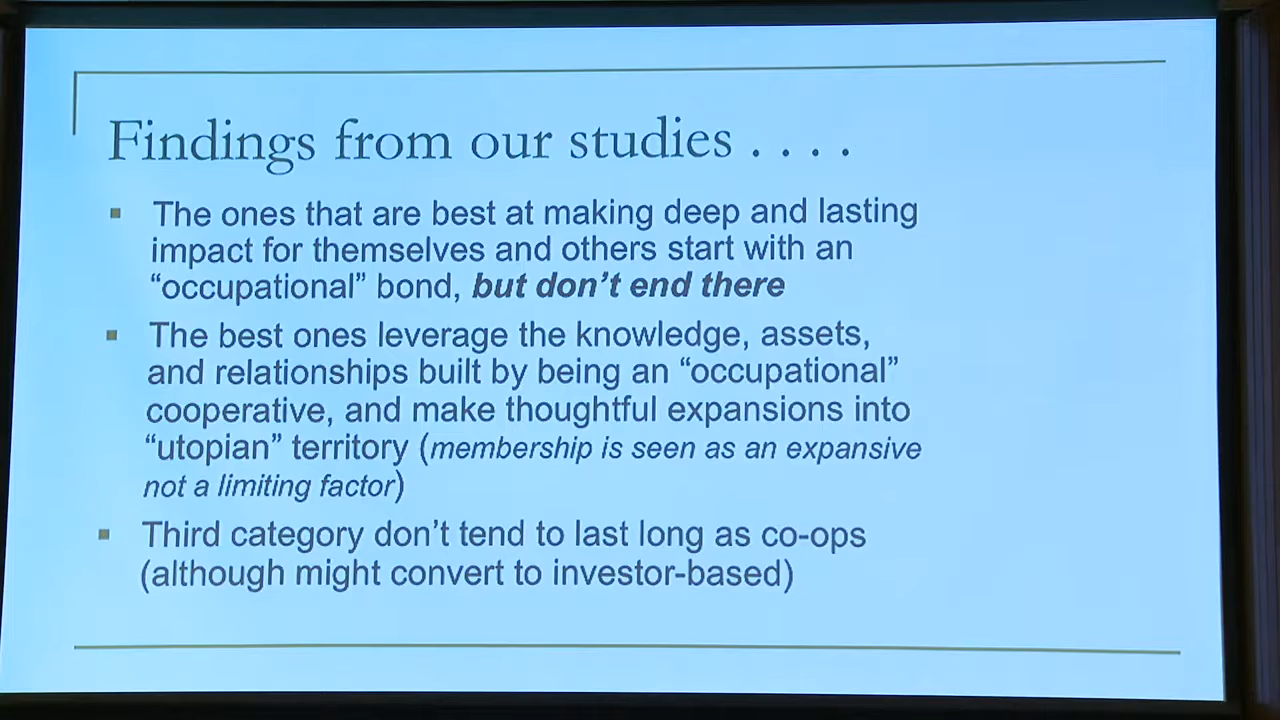 Findings from our studies . . . .
▪ The ones that are best at making deep and lasting
impact for themselves and others start with an
“occupational” bond, but don’t end there
▪ The best ones leverage the knowledge, assets,
and relationships built by being an “occupational”
cooperative, and make thoughtful expansions into
“utopian” territory (membership is seen as an expansive
not a limiting factor)
▪ Third category don’t tend to last long as co-ops
(although might convert to investor-based)